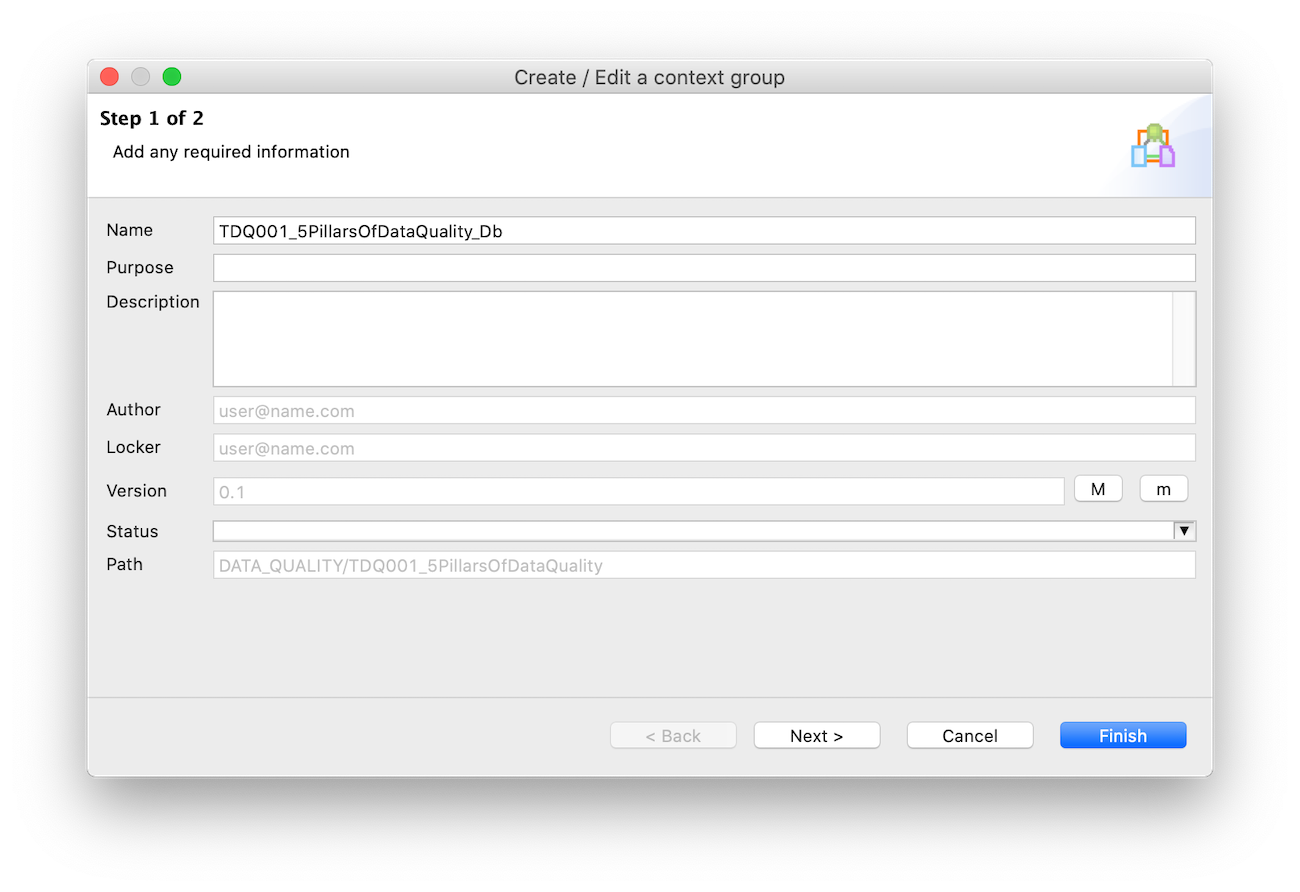 Create / Edit a context group
Step 1 of 2
Add any required information
Name TDQ001_5PillarsOfDataQuality_Db
Purpose
Description
Author user@name.com
Locker user@name.com
Version 0.1 M m
Status
Path DATA_QUALITY/TDQ001_5PillarsOfDataQuality
< Back Next > Cancel Finish